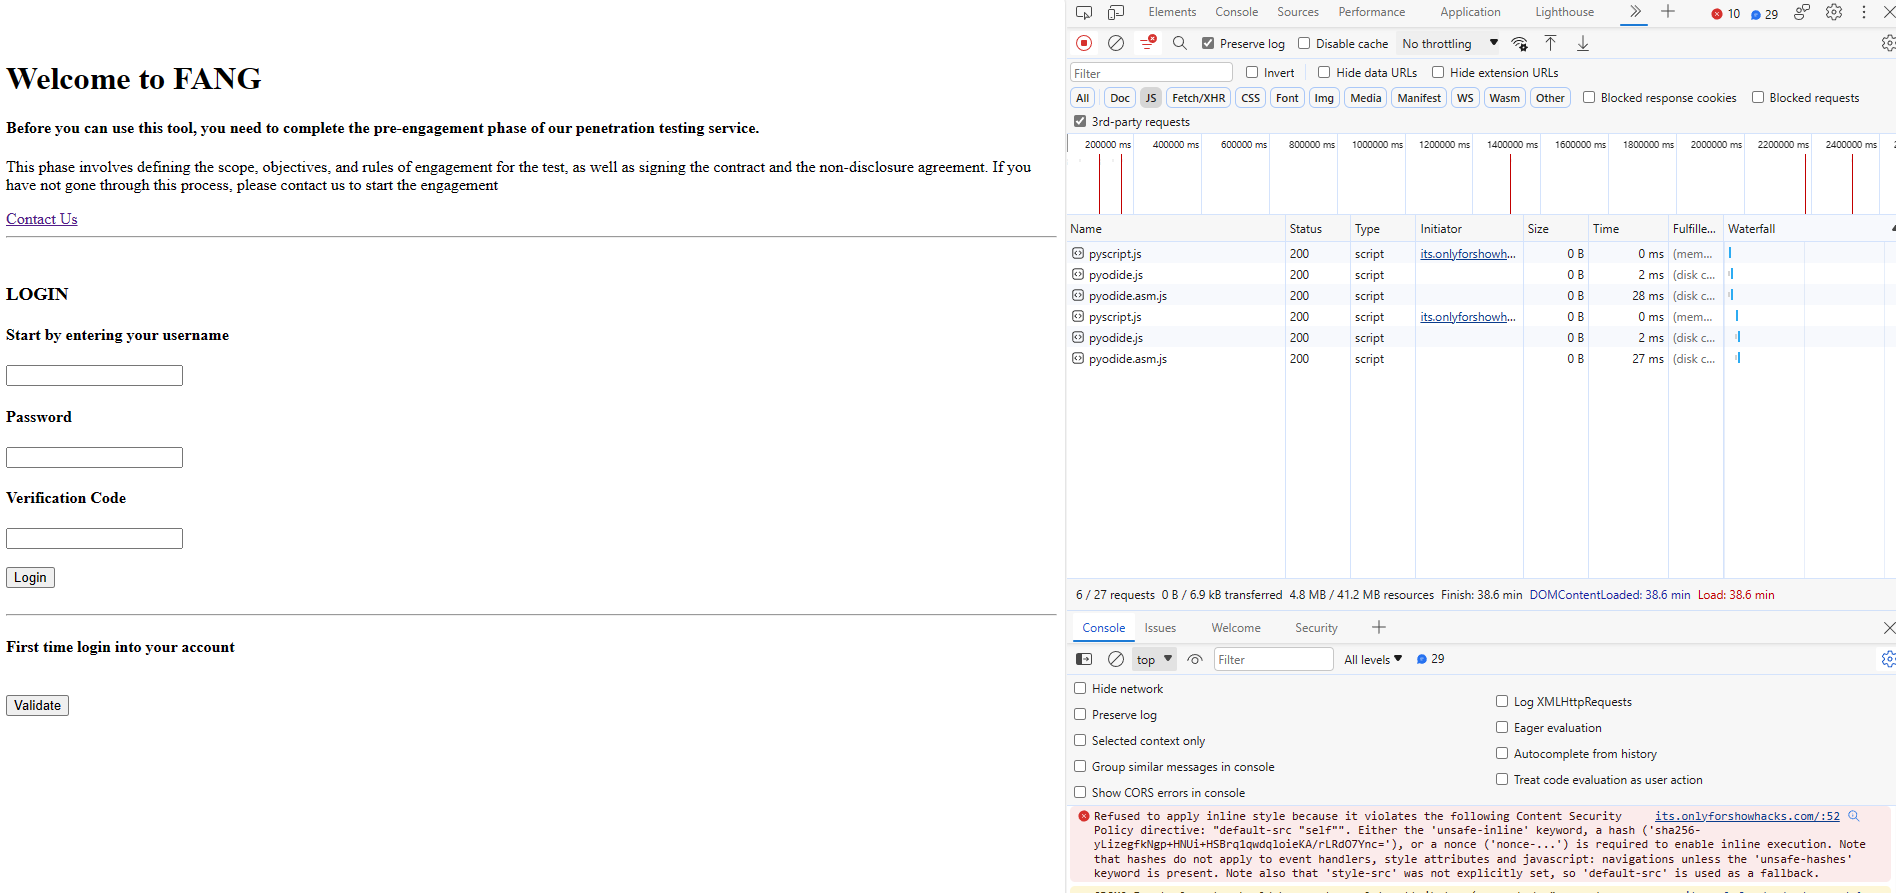 Welcome to FANG
Before you can use this tool, you need to complete the pre-engagement phase of our penetration testing service.
This phase involves defining the scope, objectives, and rules of engagement for the test, as well as signing the contract and the non-disclosure agreement. If you
have not gone through this process, please contact us to start the engagement
Contact Us
LOGIN
Start by entering your username
Password
Verification Code
Login
First time login into your account
Validate
Elements Console Sources Performance Application Lighthouse 10 29
Preserve log Disable cache No throttling
Filter Invert Hide data URLs Hide extension URLs
All Doc JS Fetch/XHR CSS Font Img Media Manifest WS Wasm Other Blocked response cookies Blocked requests
3rd-party requests
200000 ms 400000 ms 600000 ms 800000 ms 1000000 ms 1200000 ms 1400000 ms 1600000 ms 1800000 ms 2000000 ms 2200000 ms 2400000 ms 2
Name Status Type Initiator Size Time Fulfille... Waterfall
pyscript.js 200 script its.onlyforshowh... 0 B 0 ms (mem...
pyodide.js 200 script 0 B 2 ms (disk c...
pyodide.asm.js 200 script 0 B 28 ms (disk c...
pyscript.js 200 script its.onlyforshowh... 0 B 0 ms (mem...
pyodide.js 200 script 0 B 2 ms (disk c...
pyodide.asm.js 200 script 0 B 27 ms (disk c...
6 / 27 requests 0 B / 6.9 kB transferred 4.8 MB / 41.2 MB resources Finish: 38.6 min DOMContentLoaded: 38.6 min Load: 38.6 min
Console Issues Welcome Security
top Filter All levels 29
Hide network
Log XMLHttpRequests
Preserve log
Eager evaluation
Selected context only
Autocomplete from history
Group similar messages in console
Treat code evaluation as user action
Show CORS errors in console
Refused to apply inline style because it violates the following Content Security its.onlyforshowhacks.com/:52
Policy directive: "default-src "self"". Either the 'unsafe-inline' keyword, a hash ('sha256-
yLizegfkNgp+HNUi+HSBrq1qwdqloieKA/rLRdO7Ync='), or a nonce ('nonce-...') is required to enable inline execution. Note
that hashes do not apply to event handlers, style attributes and javascript: navigations unless the 'unsafe-hashes'
keyword is present. Note also that 'style-src' was not explicitly set, so 'default-src' is used as a fallback.